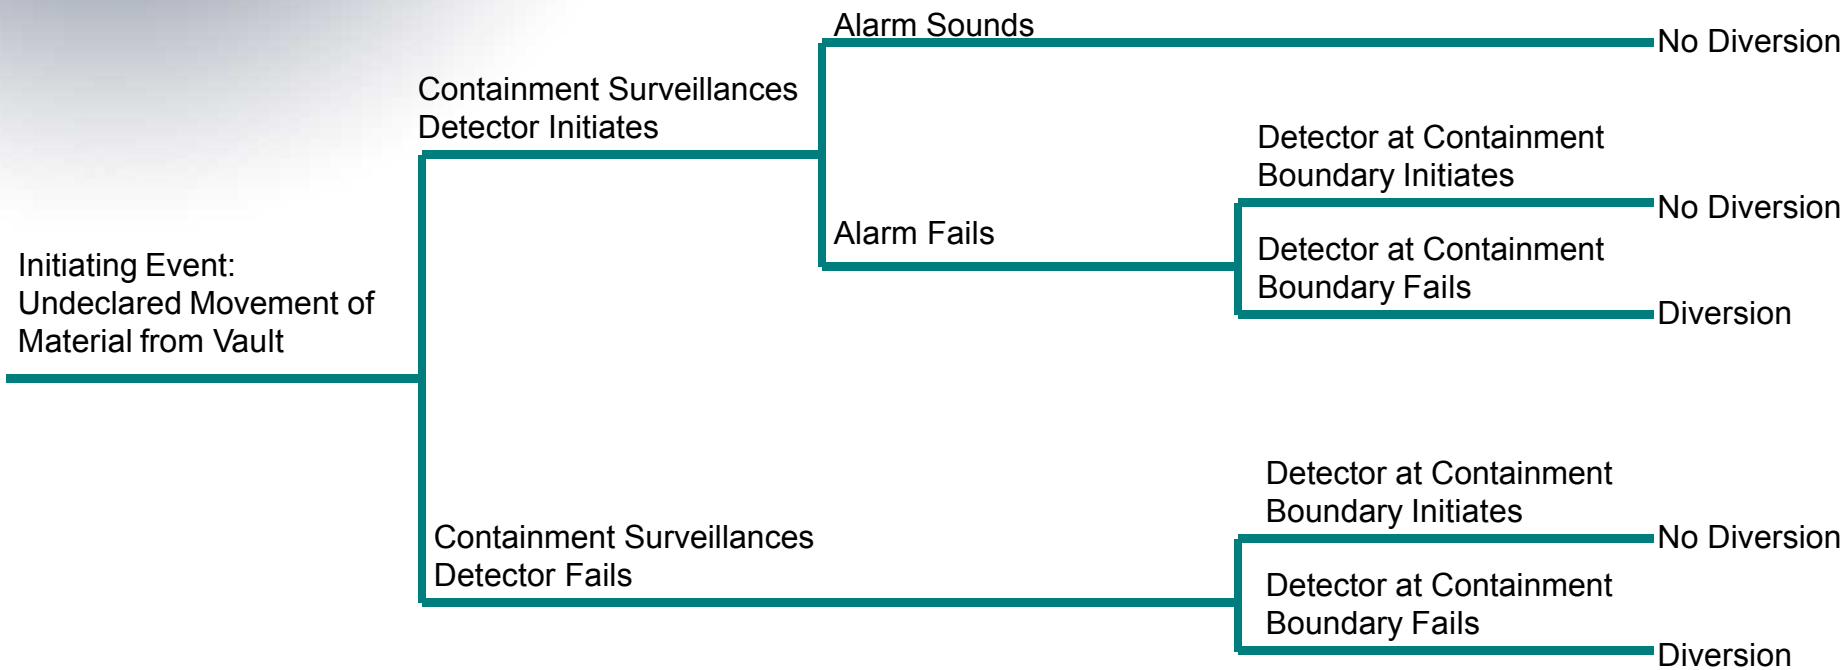 Alarm Sounds
No Diversion
Containment Surveillances
Detector Initiates
Detector at Containment
Boundary Initiates
No Diversion
Alarm Fails
Detector at Containment
Boundary Fails
Diversion
Initiating Event:
Undeclared Movement of
Material from Vault
Detector at Containment
Boundary Initiates
No Diversion
Containment Surveillances
Detector Fails
Detector at Containment
Boundary Fails
Diversion